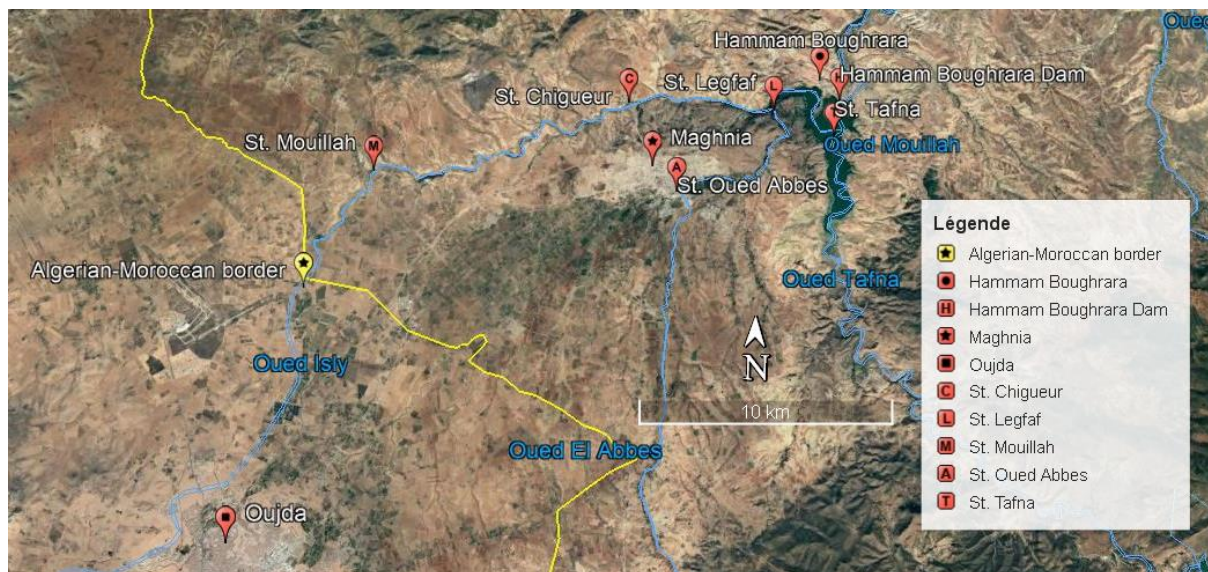 Oued
Hammam Boughrara
C
St. Legfaf
L
H
Hammam Boughrara Dam
St. Chigueur
St. Tafna
St. Mouillah
M
Maghnia
Oued Mouillah
A
St. Oued Abbes
Légende
Algerian-Moroccan border
Hammam Boughrara
H Hammam Boughrara Dam
Maghnia
Oujda
C St. Chigueur
L St. Legfaf
M St. Mouillah
A St. Oued Abbes
T St. Tafna
Algerian-Moroccan border
Oued Tafna
N
Oued Isly
10 km
Oued El Abbes
Oujda